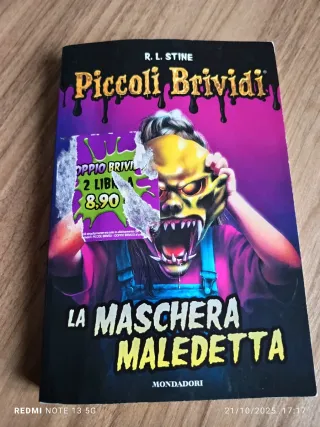 R. L. STINE
Piccoli Brividi
OPPIO BRIVID
2 LIBRI A
8.90
LA MASCHERA
MALEDETTA
MONDADORI
REDMI NOTE 13 5G
21/10/2025 17:17